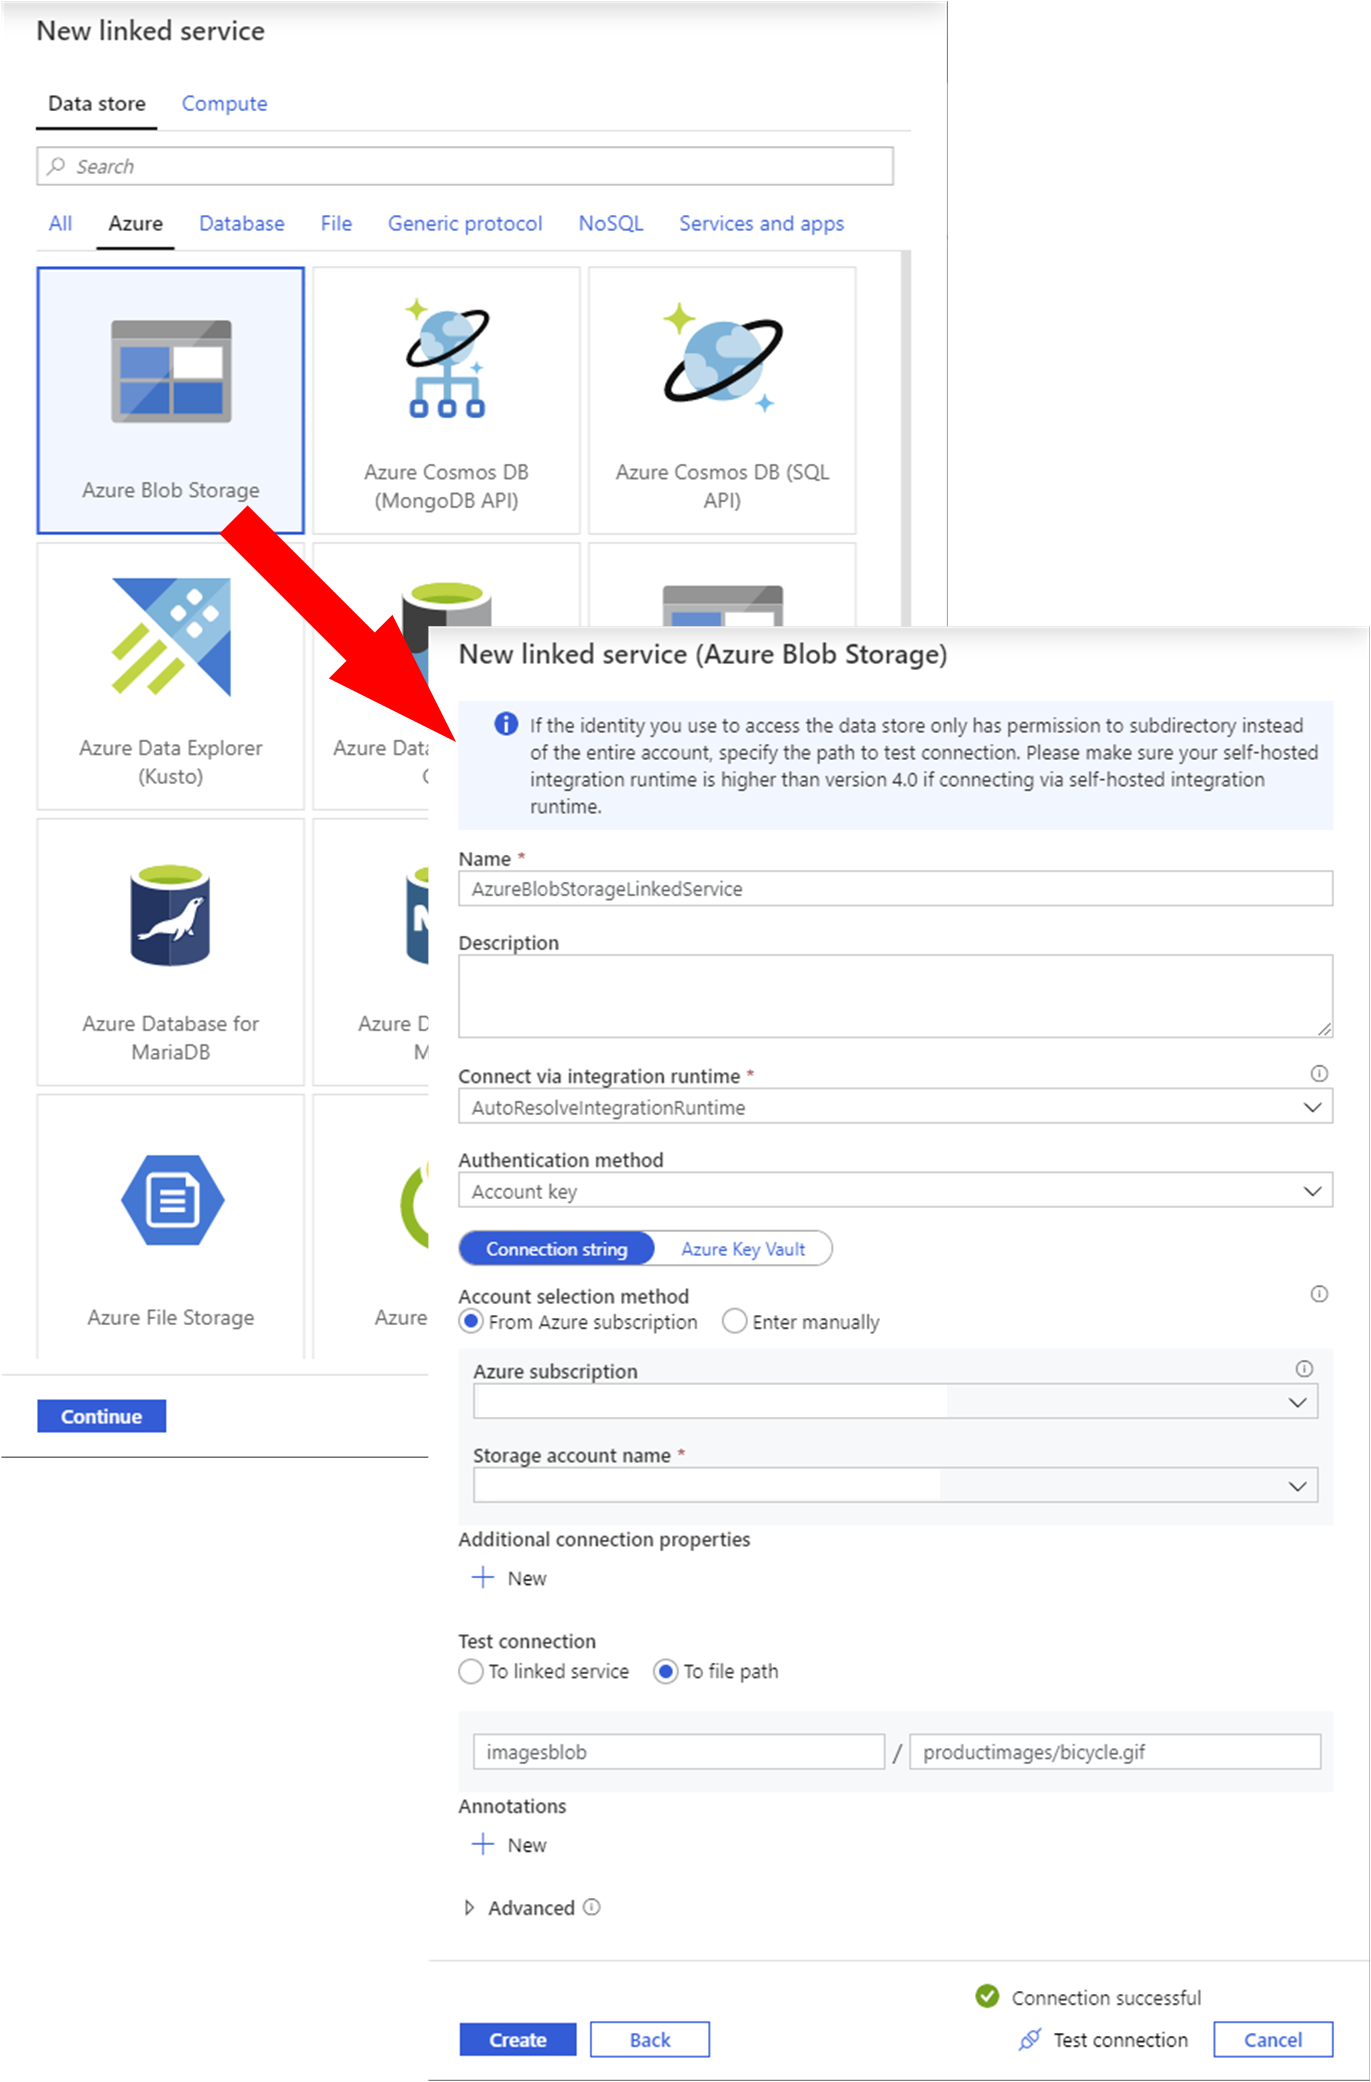 New linked service
Data store Compute
Search
All Azure Database File Generic protocol NoSQL Services and apps
Azure Blob Storage
Azure Cosmos DB
(MongoDB API)
Azure Cosmos DB (SQL
API)
Azure Data Explorer
(Kusto)
Azure Data
Azure Database for
MariaDB
Azure D
M
Azure File Storage
Azure
Continue
New linked service (Azure Blob Storage)
If the identity you use to access the data store only has permission to subdirectory instead
of the entire account, specify the path to test connection. Please make sure your self-hosted
integration runtime is higher than version 4.0 if connecting via self-hosted integration
runtime.
Name *
AzureBlobStorageLinkedService
Description
Connect via integration runtime *
AutoResolveIntegrationRuntime
Authentication method
Account key
Connection string Azure Key Vault
Account selection method
From Azure subscription Enter manually
Azure subscription
Storage account name *
Additional connection properties
New
Test connection
To linked service To file path
imagesblob / productimages/bicycle.gif
Annotations
New
Advanced
Connection successful
Create Back Test connection Cancel